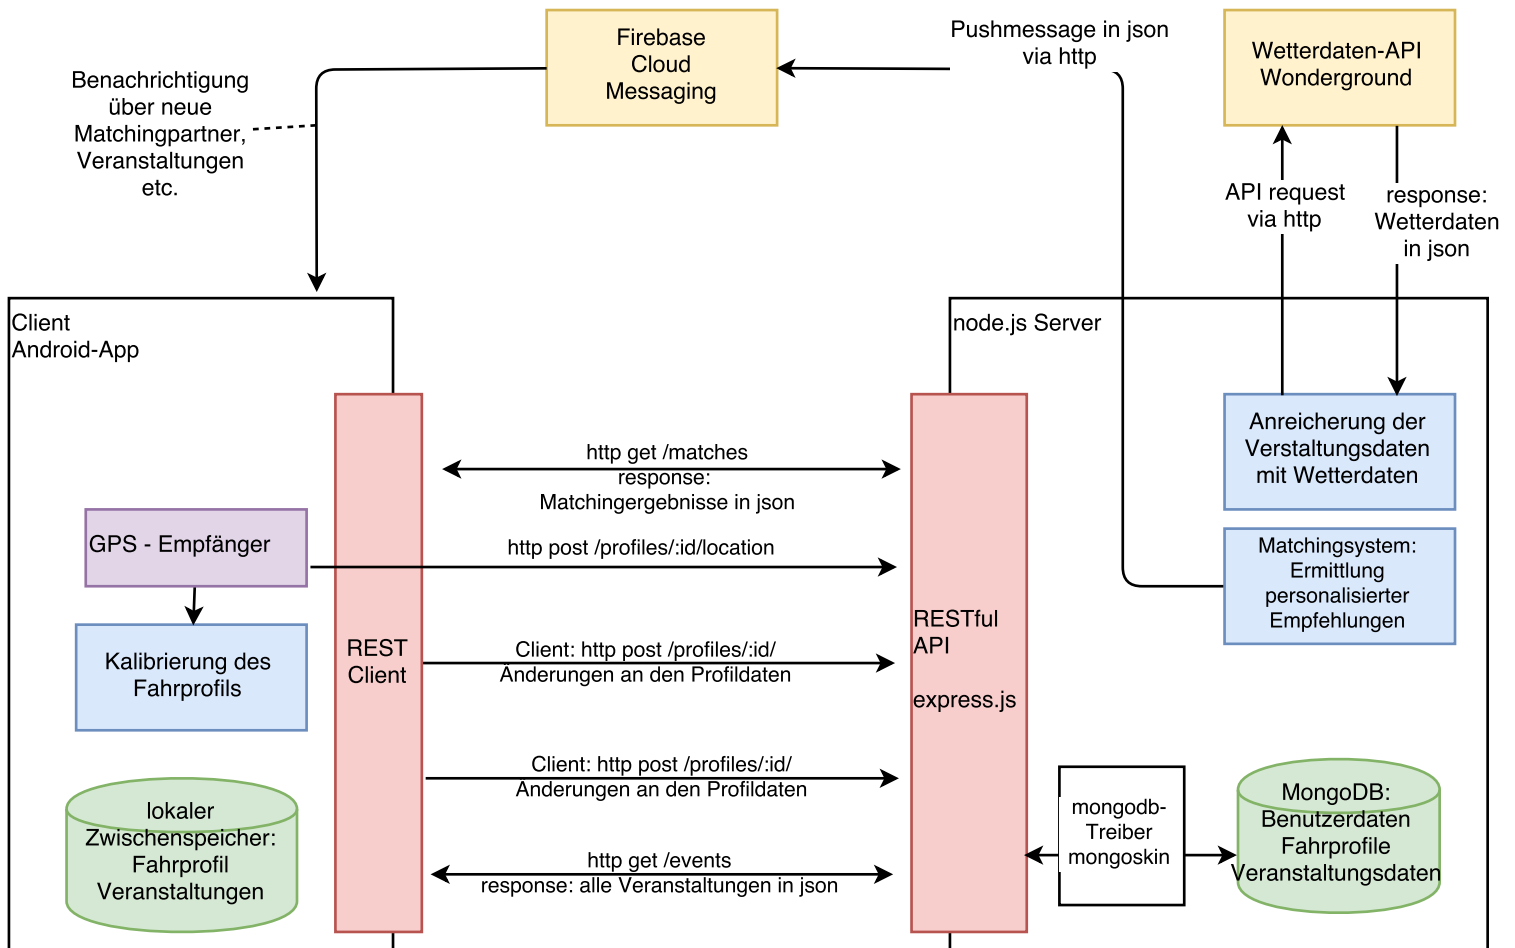 Firebase
Cloud
Messaging
Pushmessage in json
via http
Wetterdaten-API
Wonderground
Benachrichtigung
über neue
Matchingpartner,
Veranstaltungen
etc.
API request
via http
response:
Wetterdaten
in json
Client
Android-App
node.js Server
Anreicherung der
Verstaltungsdaten
mit Wetterdaten
http get /matches
response:
Matchingergebnisse in json
GPS - Empfänger
http post /profiles/:id/location
Matchingsystem:
Ermittlung
personalisierter
Empfehlungen
Kalibrierung des
Fahrprofils
REST
Client
Client: http post /profiles/:id/
Änderungen an den Profildaten
RESTful
API
express.js
Client: http post /profiles/:id/
Änderungen an den Profildaten
lokaler
Zwischenspeicher:
Fahrprofil
Veranstaltungen
http get /events
response: alle Veranstaltungen in json
mongodb-
Treiber
mongoskin
MongoDB:
Benutzerdaten
Fahrprofile
Veranstaltungsdaten